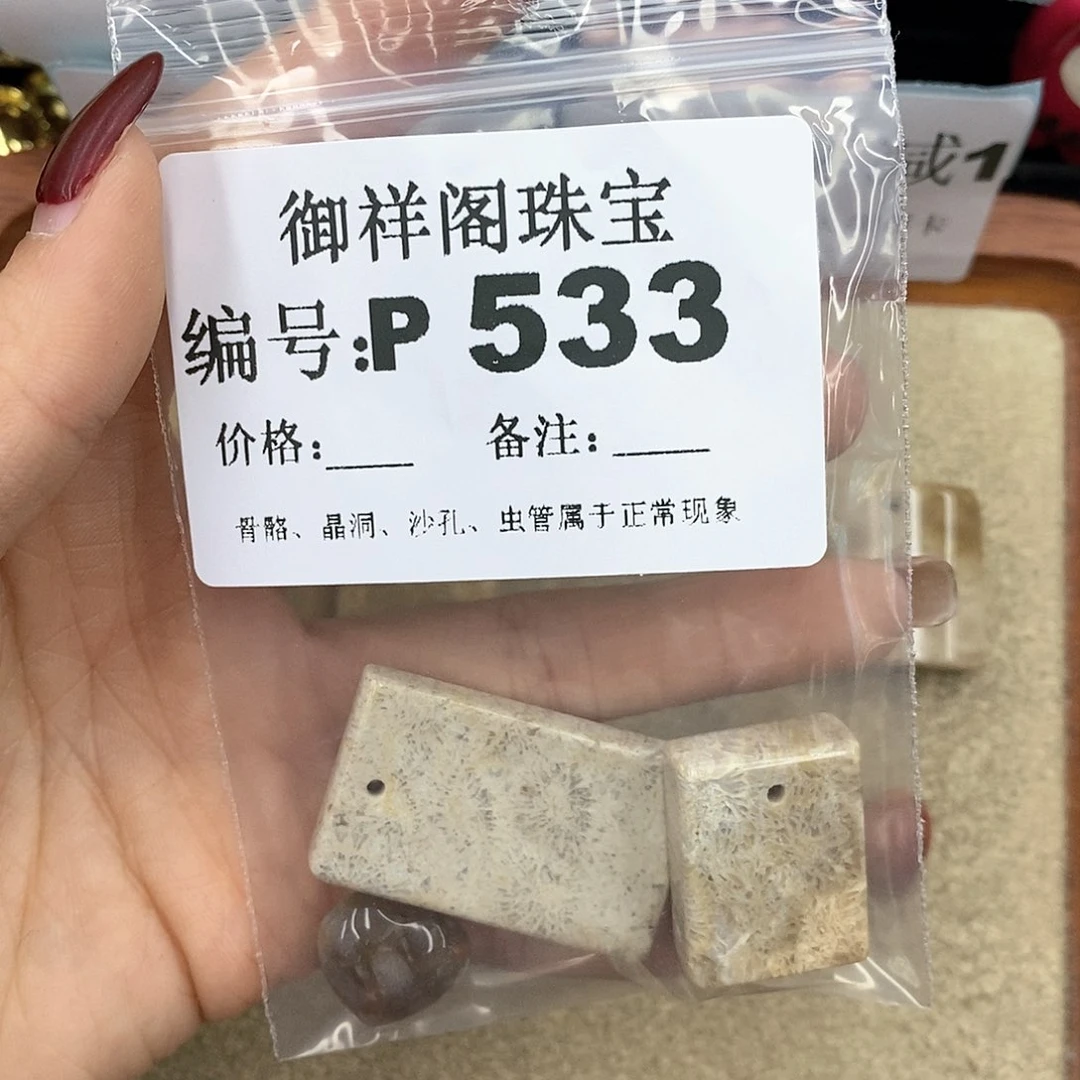 御祥阁珠宝
编号:P 533
价格:____ 备注:____
骨骼、晶洞、沙孔、虫管属于正常现象
1